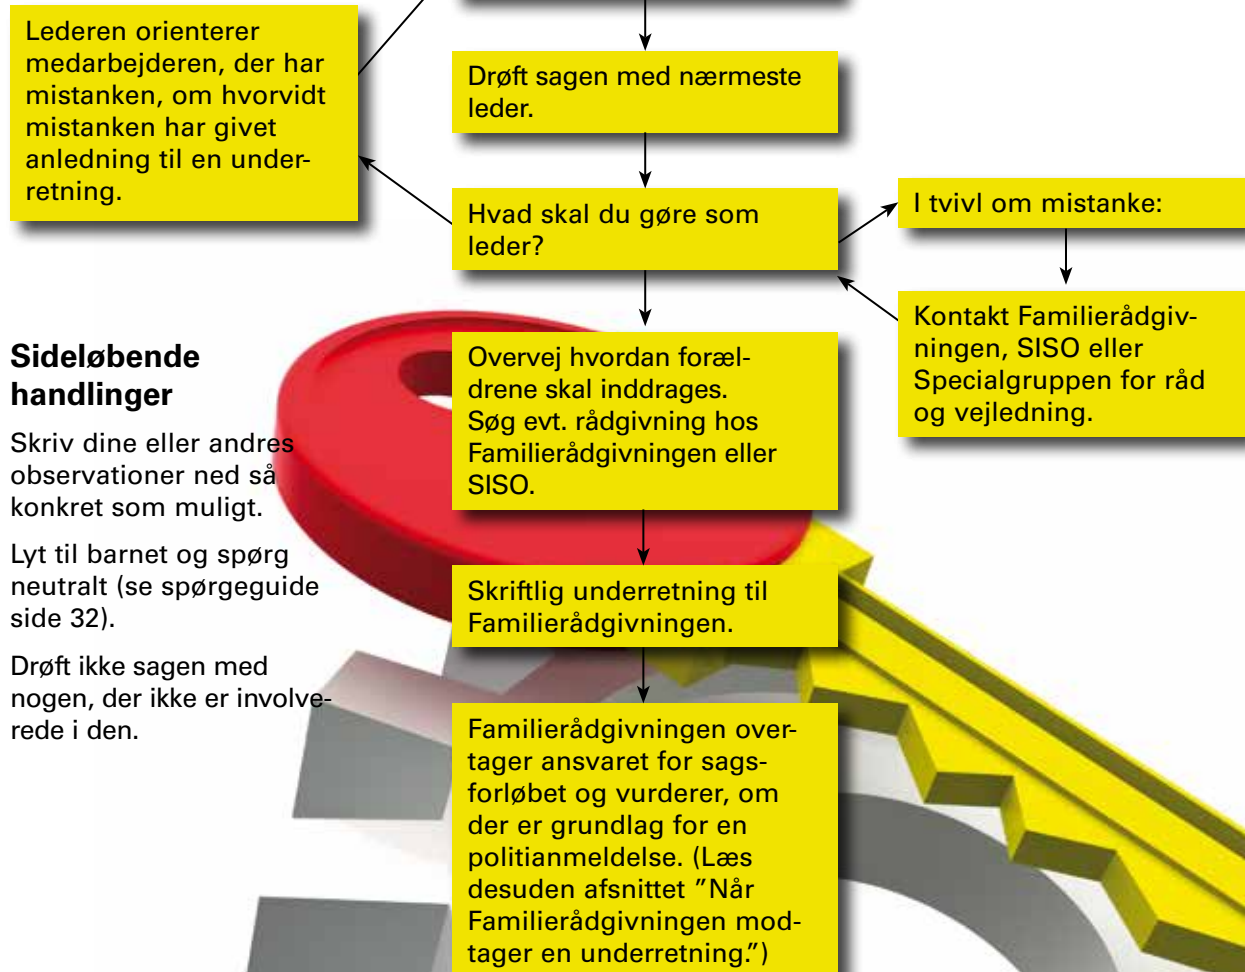 Lederen orienterer
medarbejderen, der har
mistanken, om hvorvidt
mistanken har givet
anledning til en under-
retning.
Drøft sagen med nærmeste
leder.
Hvad skal du gøre som
leder?
I tvivl om mistanke:
Kontakt Familierådgiv-
ningen, SISO eller
Specialgruppen for råd
og vejledning.
Overvej hvordan foræl-
drene skal inddrages.
Søg evt. rådgivning hos
Familierådgivningen eller
SISO.
Skriftlig underretning til
Familierådgivningen.
Familierådgivningen over-
tager ansvaret for sags-
forløbet og vurderer, om
der er grundlag for en
politianmeldelse. (Læs
desuden afsnittet ”Når
Familierådgivningen mod-
tager en underretning.”)
Sideløbende
handlinger
Skriv dine eller andres
observationer ned så
konkret som muligt.
Lyt til barnet og spørg
neutralt (se spørgeguide
side 32).
Drøft ikke sagen med
nogen, der ikke er involve-
rede i den.